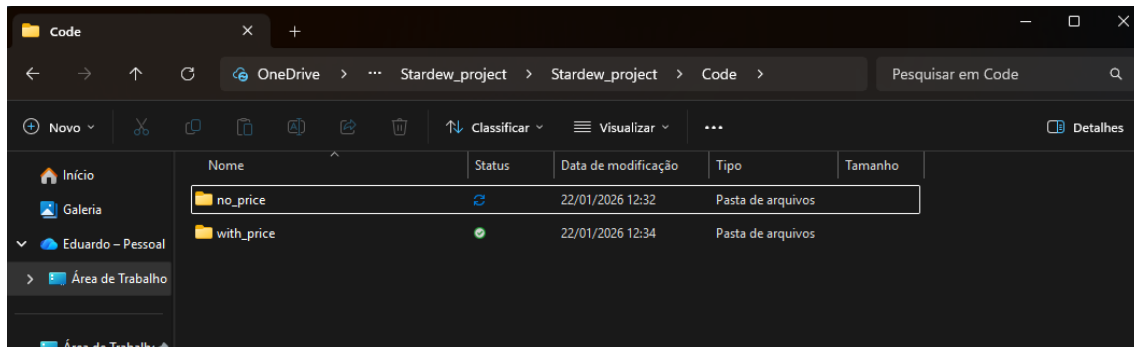 Code
OneDrive > ... Stardew_project > Stardew_project > Code >
Pesquisar em Code
Novo
Classificar
Visualizar
...
Detalhes
Nome
Status
Data de modificação
Tipo
Tamanho
Início
Galeria
Eduardo – Pessoal
Área de Trabalho
no_price
22/01/2026 12:32
Pasta de arquivos
with_price
22/01/2026 12:34
Pasta de arquivos